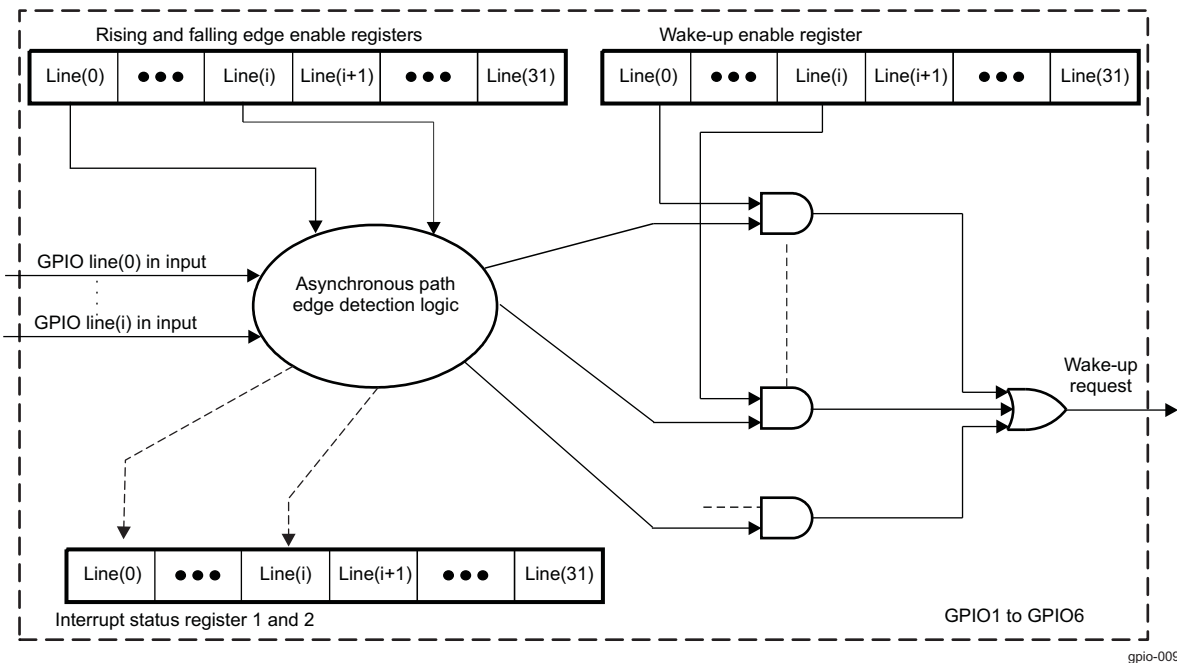 Rising and falling edge enable registers
Line(0) ●●● Line(i) Line(i+1) ●●● Line(31)
Wake-up enable register
Line(0) ●●● Line(i) Line(i+1) ●●● Line(31)
GPIO line(0) in input
GPIO line(i) in input
Asynchronous path
edge detection logic
Wake-up
request
Line(0) ●●● Line(i) Line(i+1) ●●● Line(31)
Interrupt status register 1 and 2
GPIO1 to GPIO6
gpio-009